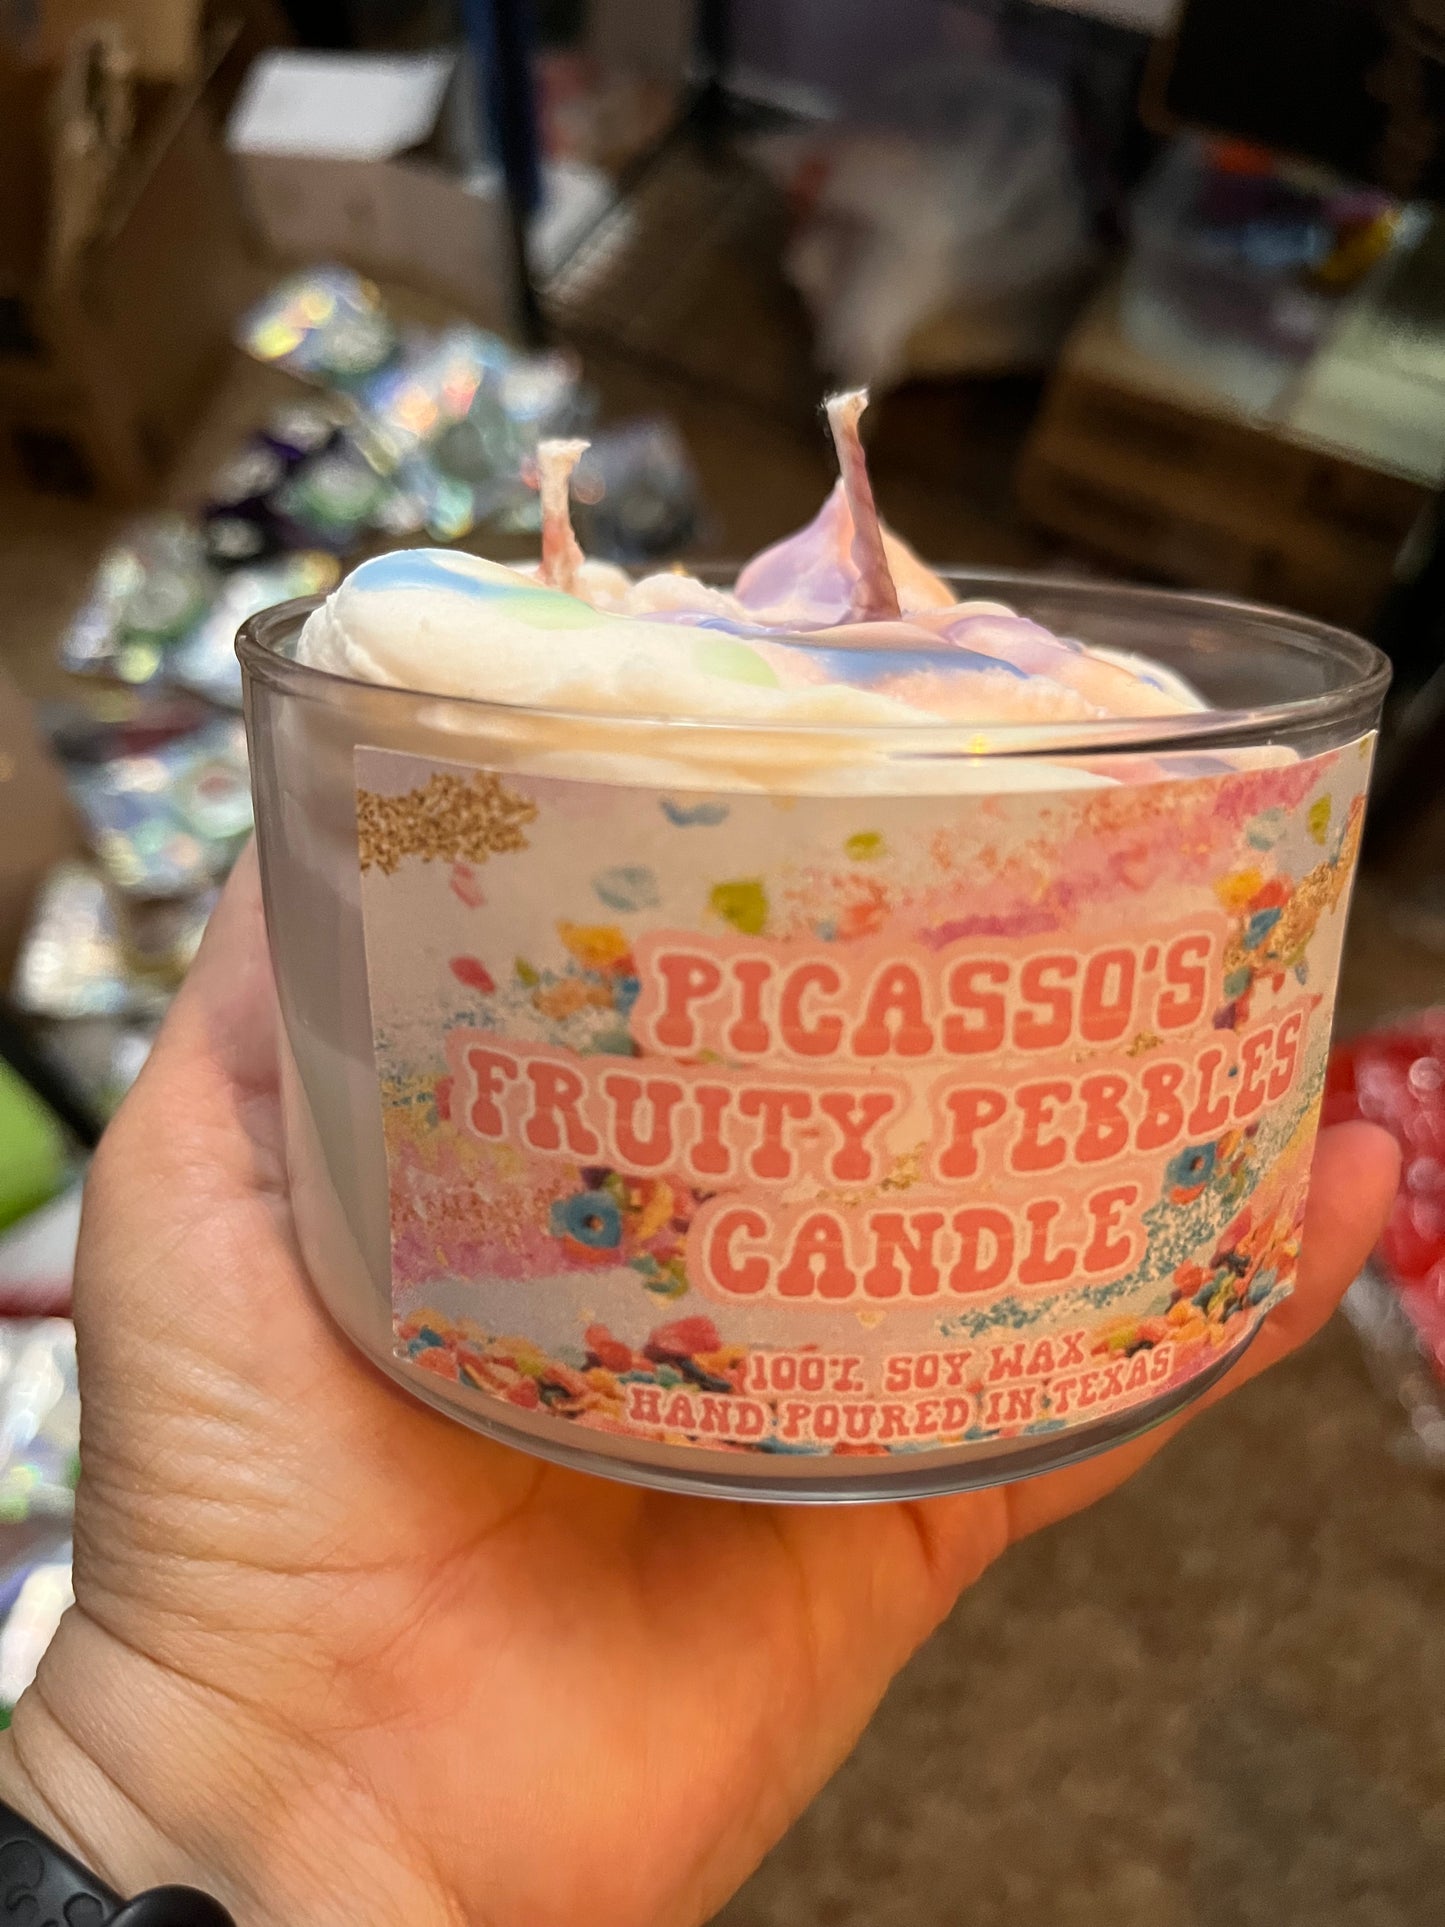 PICASSO'S
FRUITY PEBBLES
CANDLE
100% SOY WAX
HAND POURED IN TEXAS